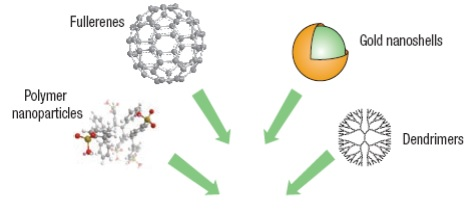 Fullerenes
Gold nanoshells
Polymer
nanoparticles
Dendrimers